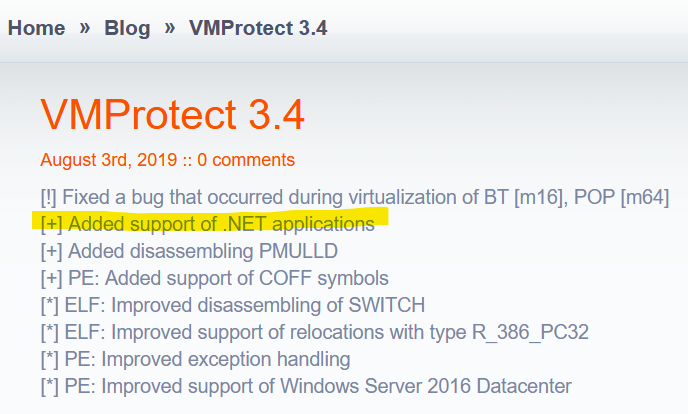 Home » Blog » VMProtect 3.4
VMProtect 3.4
August 3rd, 2019 :: 0 comments
[!] Fixed a bug that occurred during virtualization of BT [m16], POP [m64]
[+] Added support of .NET applications
[+] Added disassembling PMULLD
[+] PE: Added support of COFF symbols
[*] ELF: Improved disassembling of SWITCH
[*] ELF: Improved support of relocations with type R_386_PC32
[*] PE: Improved exception handling
[*] PE: Improved support of Windows Server 2016 Datacenter